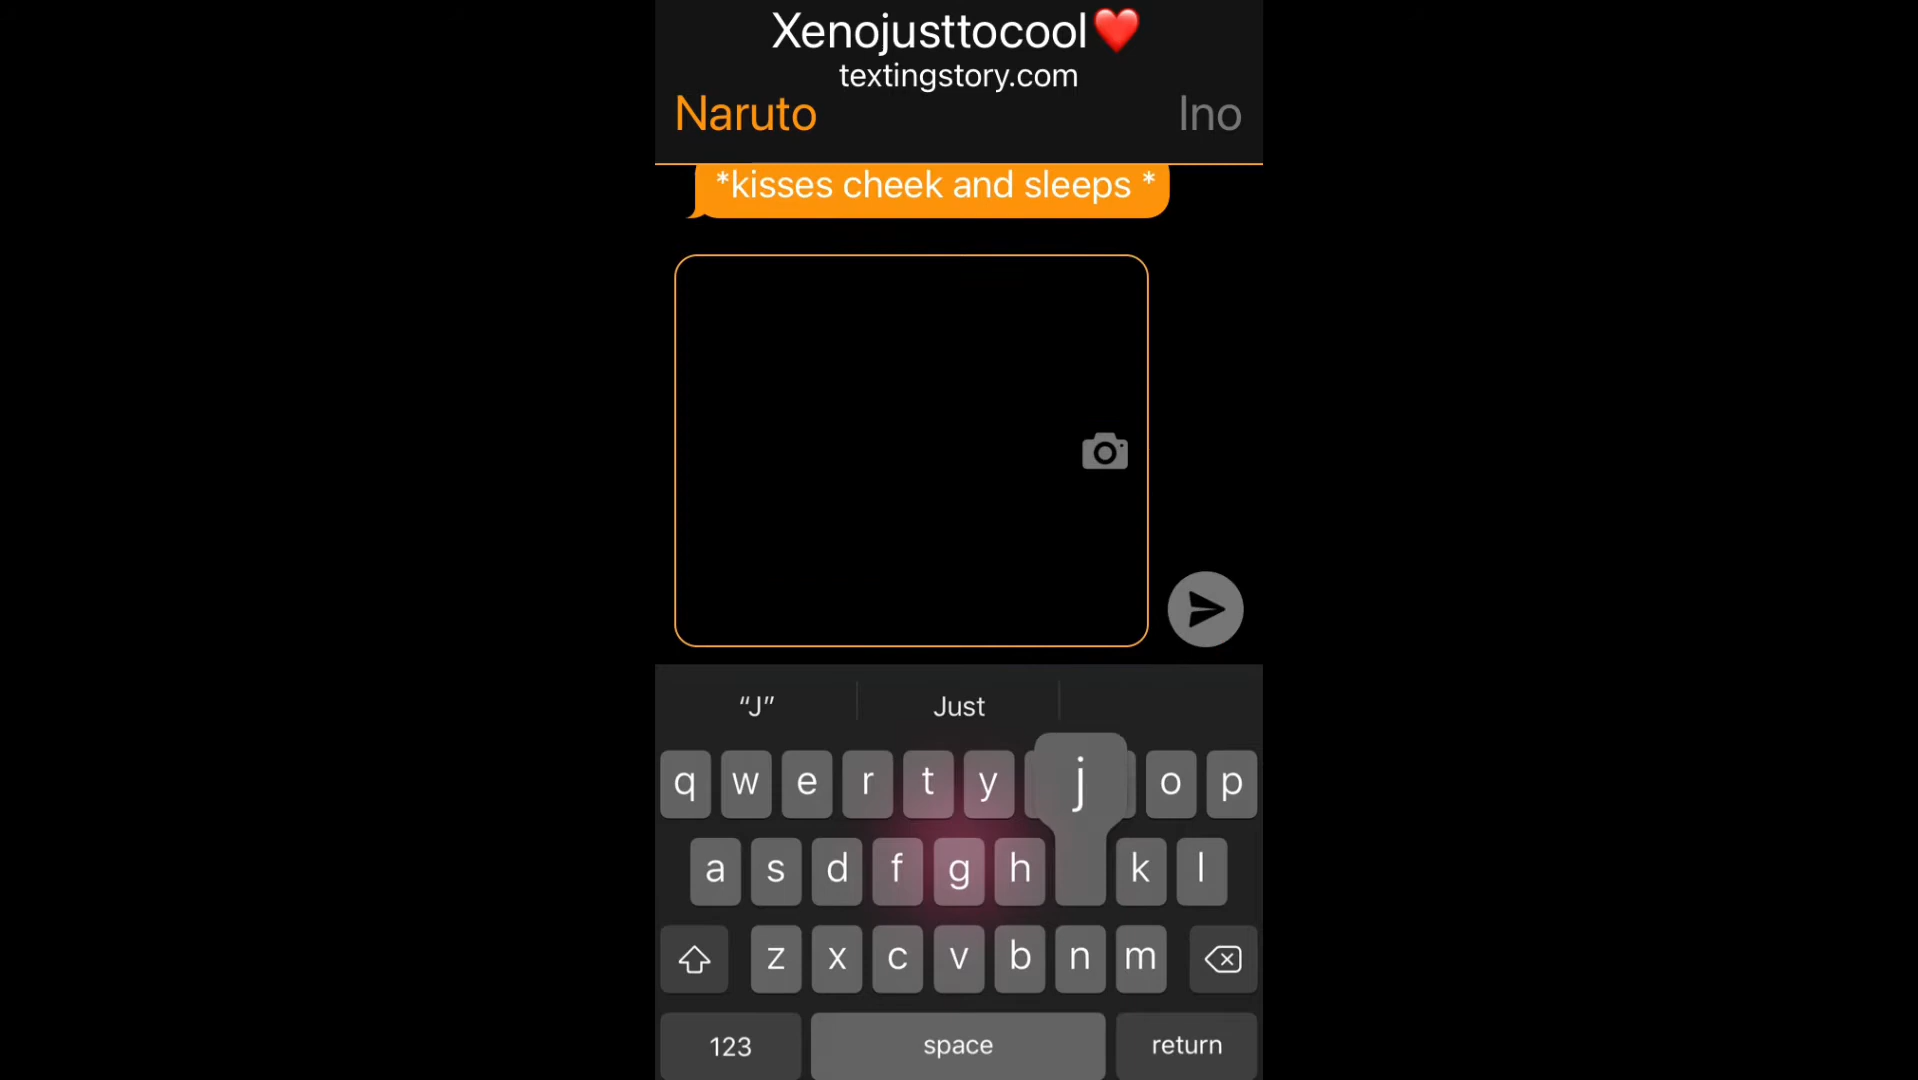 Xenojusttocool❤️
textingstory.com
Naruto Ino
*kisses cheek and sleeps *
“J” Just
q w e r t y j o p
a s d f g h k l
z x c v b n m
123 space return